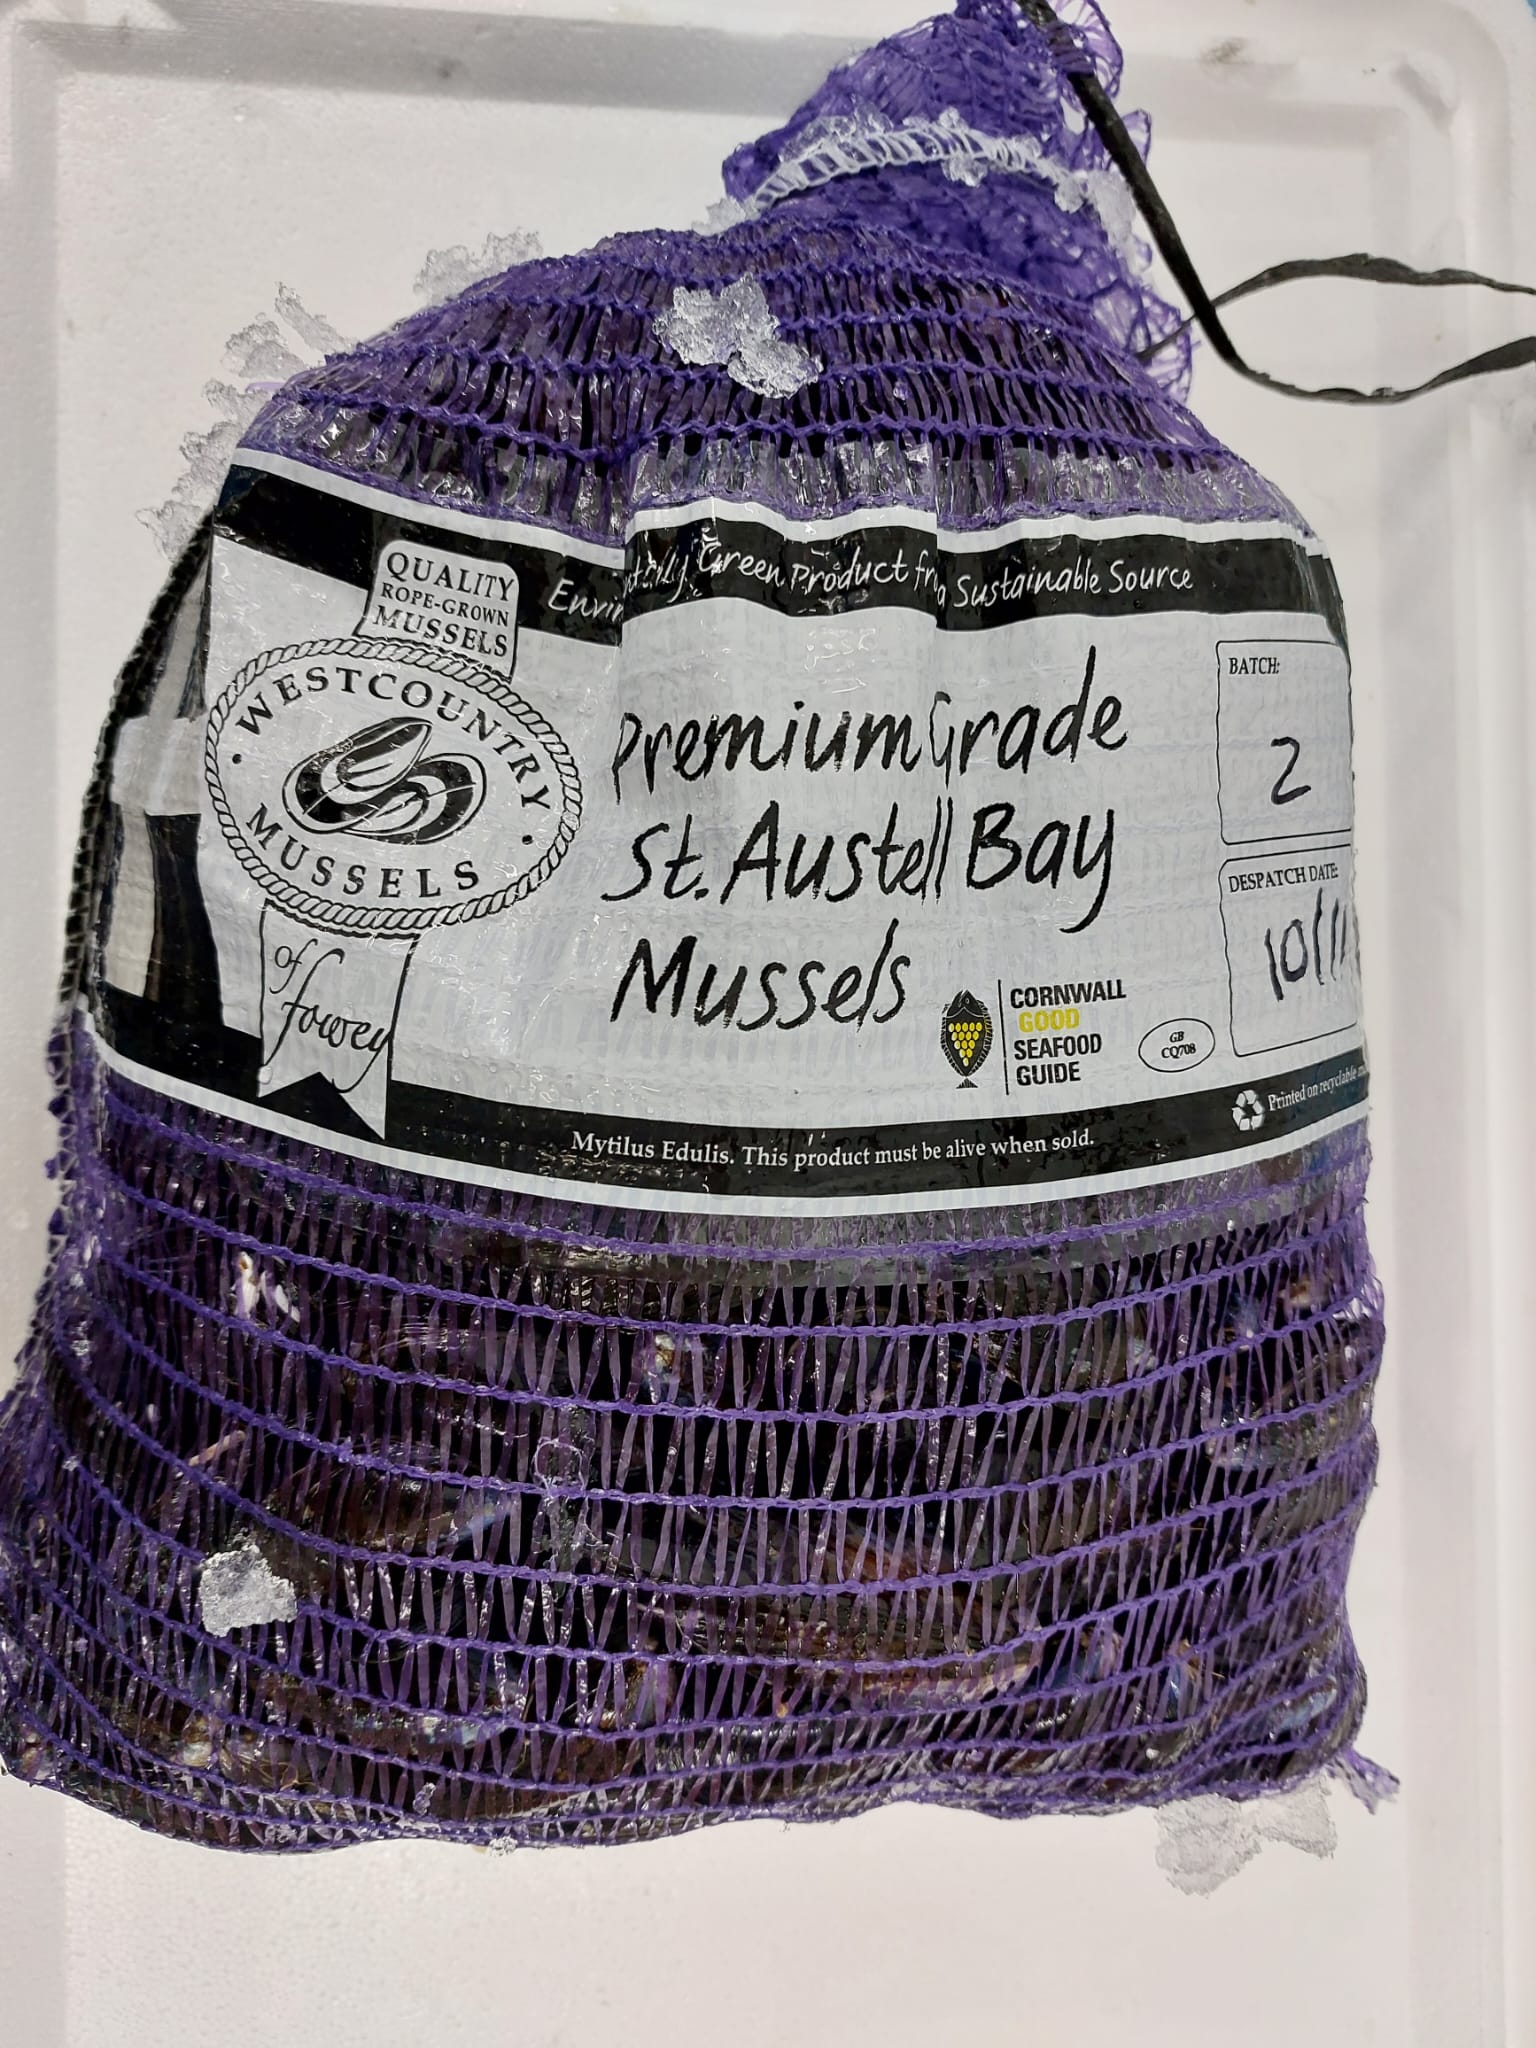 QUALITY
ROPE-GROWN
MUSSELS
Green Product a Sustainable Source
WESTCOUNTRY
MUSSELS
of
fowey
Premium Grade
St. Austell Bay
Mussels
BATCH:
2
DESPATCH DATE:
10/11
CORNWALL
GOOD
SEAFOOD
GUIDE
GB
CQ708
Printed on recyclable
Mytilus Edulis. This product must be alive when sold.